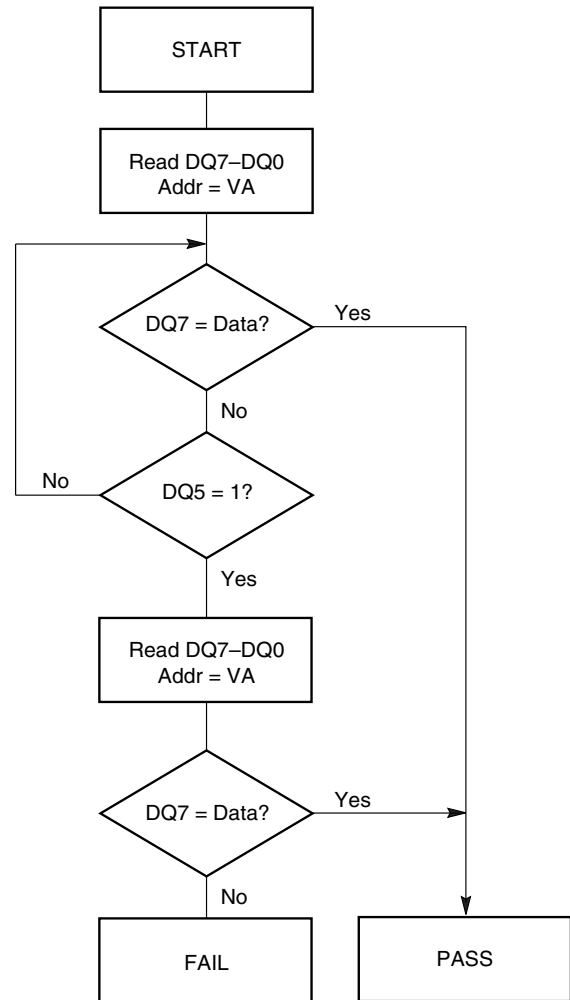 START
Read DQ7–DQ0
Addr = VA
DQ7 = Data?
Yes
No
DQ5 = 1?
No
Yes
Read DQ7–DQ0
Addr = VA
DQ7 = Data?
Yes
No
FAIL
PASS